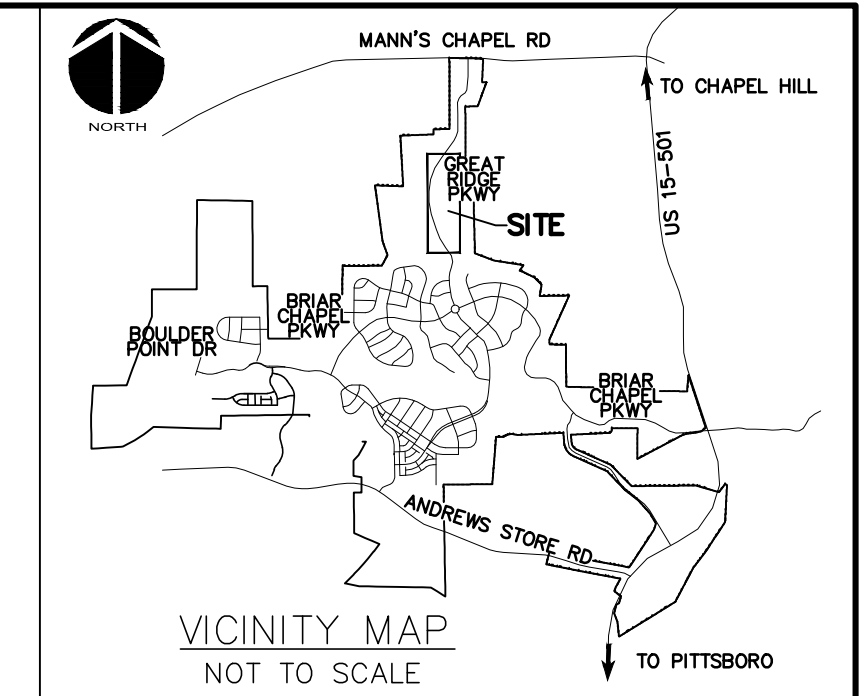 MANN'S CHAPEL RD
TO CHAPEL HILL
NORTH
US 15-501
GREAT
RIDGE
PKWY
SITE
BRIAR
CHAPEL
PKWY
BOULDER
POINT DR
BRIAR
CHAPEL
PKWY
ANDREWS STORE RD
VICINITY MAP
NOT TO SCALE
TO PITTSBORO